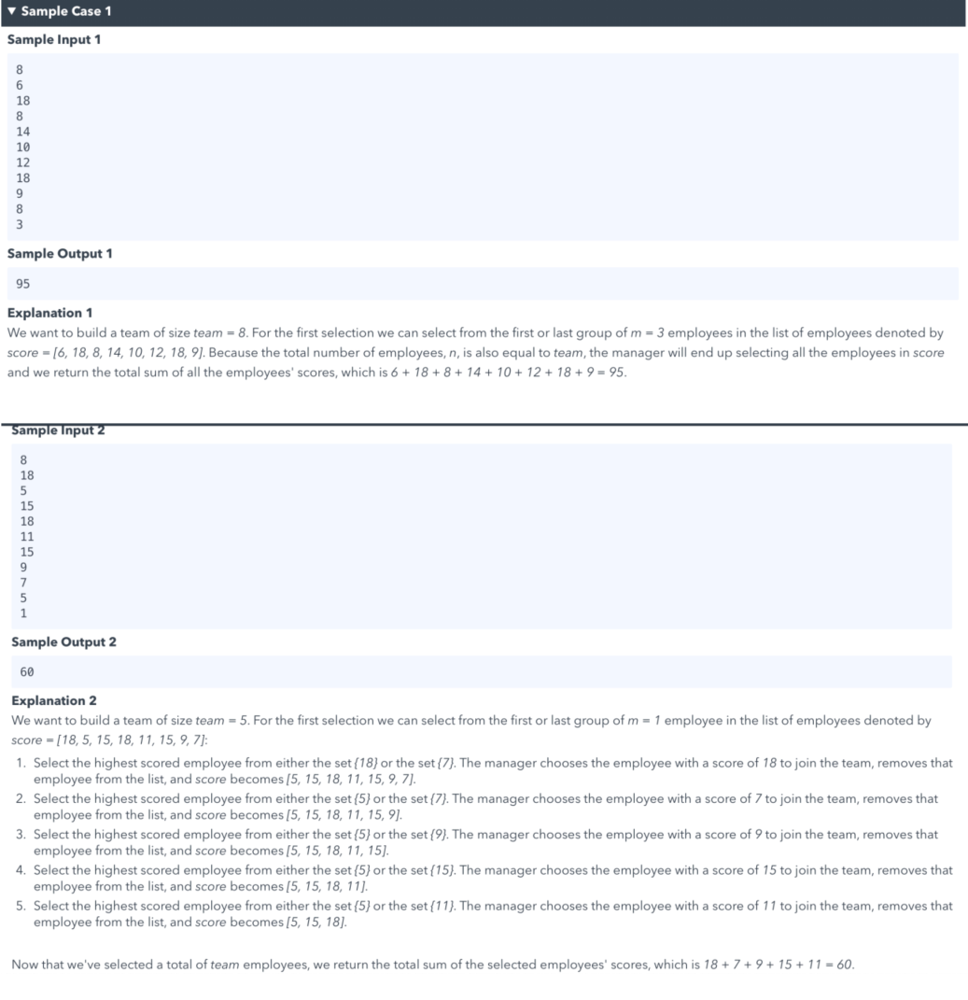 ▼ Sample Case 1
Sample Input 1
8
6
18
8
14
10
12
18
9
8
3
Sample Output 1
95
Explanation 1
We want to build a team of size team = 8. For the first selection we can select from the first or last group of m = 3 employees in the list of employees denoted by
score = [6, 18, 8, 14, 10, 12, 18, 9]. Because the total number of employees, n, is also equal to team, the manager will end up selecting all the employees in score
and we return the total sum of all the employees' scores, which is 6 + 18 + 8 + 14 + 10 + 12 + 18 + 9 = 95.
Sample Input 2
8
18
5
15
18
11
15
9
7
5
1
Sample Output 2
60
Explanation 2
We want to build a team of size team = 5. For the first selection we can select from the first or last group of m = 1 employee in the list of employees denoted by
score = [18, 5, 15, 18, 11, 15, 9, 7]:
1. Select the highest scored employee from either the set {18} or the set {7}. The manager chooses the employee with a score of 18 to join the team, removes that
employee from the list, and score becomes [5, 15, 18, 11, 15, 9, 7].
2. Select the highest scored employee from either the set {5} or the set {7}. The manager chooses the employee with a score of 7 to join the team, removes that
employee from the list, and score becomes [5, 15, 18, 11, 15, 9].
3. Select the highest scored employee from either the set {5} or the set {9}. The manager chooses the employee with a score of 9 to join the team, removes that
employee from the list, and score becomes [5, 15, 18, 11, 15].
4. Select the highest scored employee from either the set {5} or the set {15}. The manager chooses the employee with a score of 15 to join the team, removes that
employee from the list, and score becomes [5, 15, 18, 11].
5. Select the highest scored employee from either the set {5} or the set {11}. The manager chooses the employee with a score of 11 to join the team, removes that
employee from the list, and score becomes [5, 15, 18].
Now that we've selected a total of team employees, we return the total sum of the selected employees' scores, which is 18 + 7 + 9 + 15 + 11 = 60.